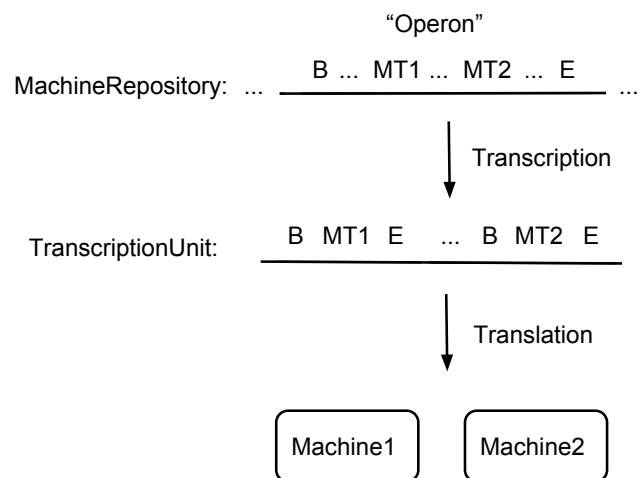 “Operon”
MachineRepository: ... B ... MT1 ... MT2 ... E ...
Transcription
TranscriptionUnit: B MT1 E ... B MT2 E
Translation
Machine1 Machine2